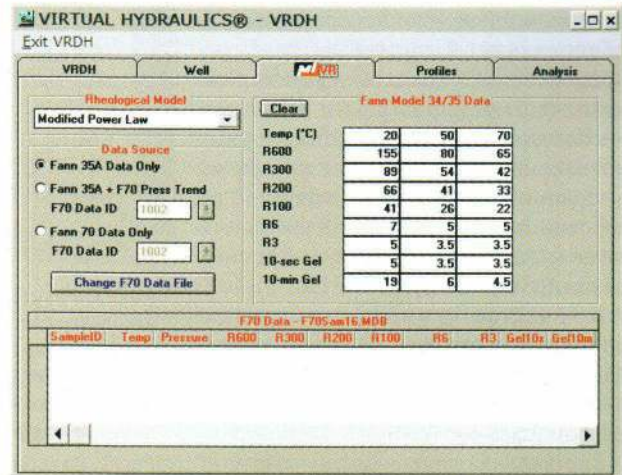 VIRTUAL HYDRAULICS® - VRDH
Exit VRDH
VRDH Well VR Profiles Analysis
Rheological Model
Modified Power Law
Data Source
Fann 35A Data Only
Fann 35A + F70 Press Trend
F70 Data ID 1002 +
Fann 70 Data Only
F70 Data ID 1002 +
Change F70 Data File
Clear Fann Model 34/35 Data
Temp (°C) 20 50 70
R600 155 80 65
R300 89 54 42
R200 66 41 33
R100 41 26 22
R6 7 5 5
R3 5 3.5 3.5
10-sec Gel 5 3.5 3.5
10-min Gel 19 6 4.5
F70 Data - F70Sam16.MDB
SampleID Temp Pressure R600 R300 R200 R100 R6 R3 Gel10s Gel10m